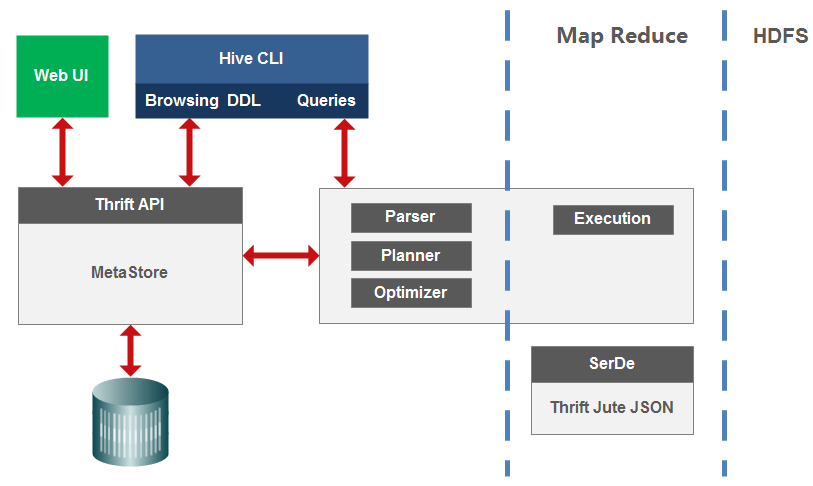 Map Reduce
HDFS
Web UI
Hive CLI
Browsing DDL Queries
Thrift API
MetaStore
Parser
Planner
Optimizer
Execution
SerDe
Thrift Jute JSON